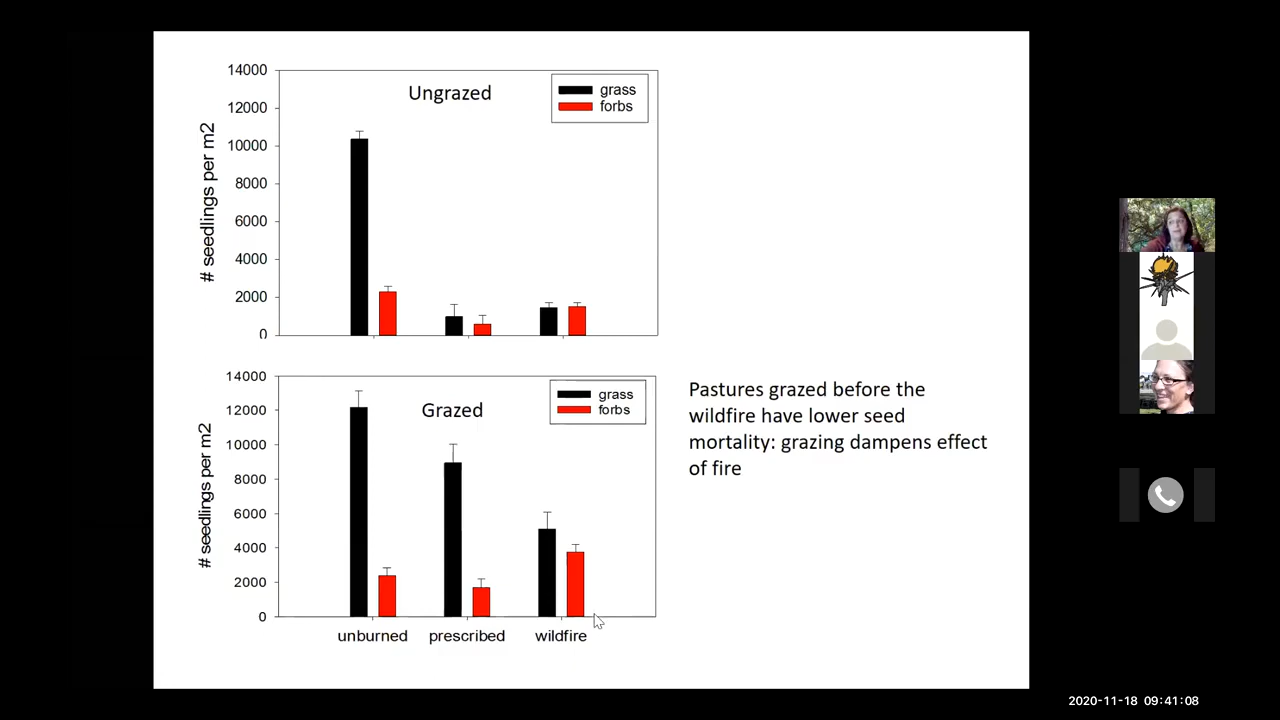 14000
12000
10000
8000
6000
4000
2000
0
# seedlings per m2
Ungrazed
grass
forbs
14000
12000
10000
8000
6000
4000
2000
0
# seedlings per m2
Grazed
grass
forbs
unburned prescribed wildfire
Pastures grazed before the
wildfire have lower seed
mortality: grazing dampens effect
of fire
2020-11-18 09:41:08